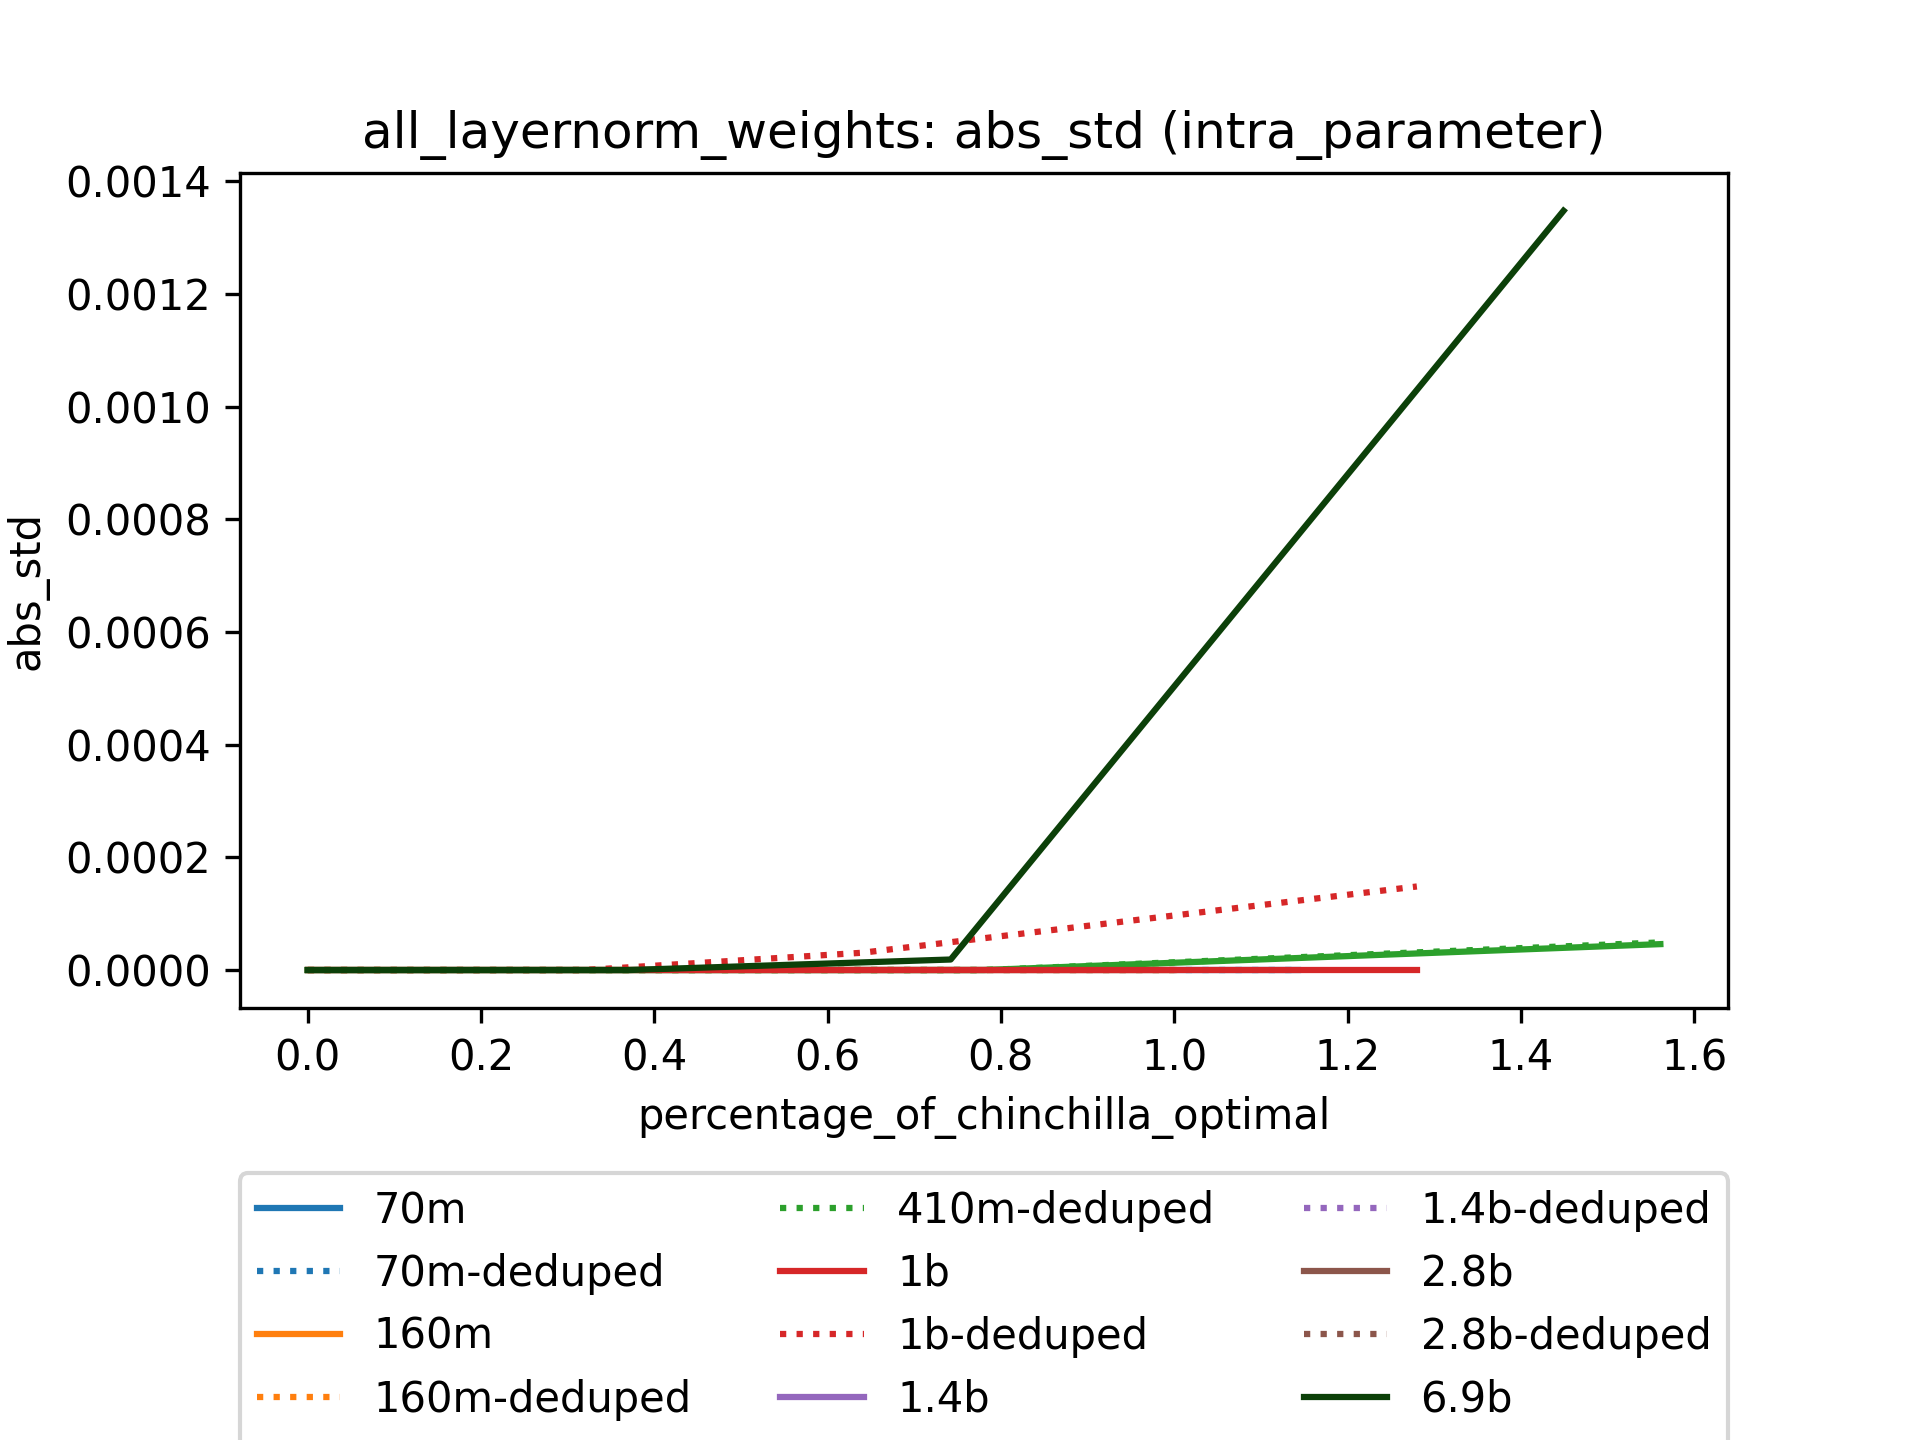 all_layernorm_weights: abs_std (intra_parameter)
0.0014
0.0012
0.0010
0.0008
0.0006
0.0004
0.0002
0.0000
abs_std
0.0 0.2 0.4 0.6 0.8 1.0 1.2 1.4 1.6
percentage_of_chinchilla_optimal
70m 410m-deduped 1.4b-deduped
70m-deduped 1b 2.8b
160m 1b-deduped 2.8b-deduped
160m-deduped 1.4b 6.9b